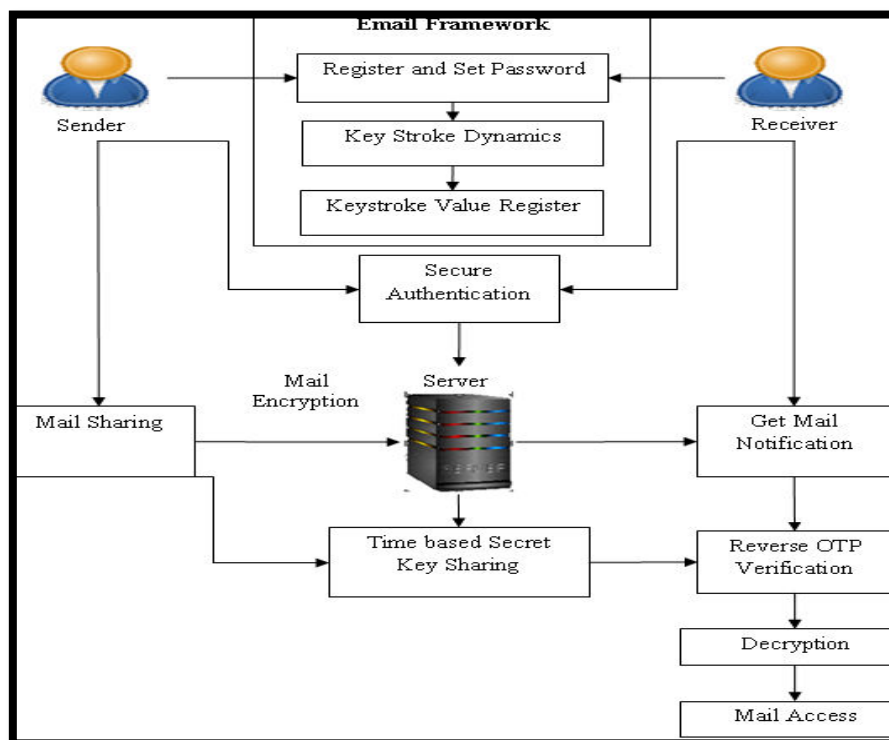 Email Framework
Register and Set Password
Sender
Receiver
Key Stroke Dynamics
Keystroke Value Register
Secure
Authentication
Mail
Encryption
Server
Mail Sharing
Get Mail
Notification
Time based Secret
Key Sharing
Reverse OTP
Verification
Decryption
Mail Access